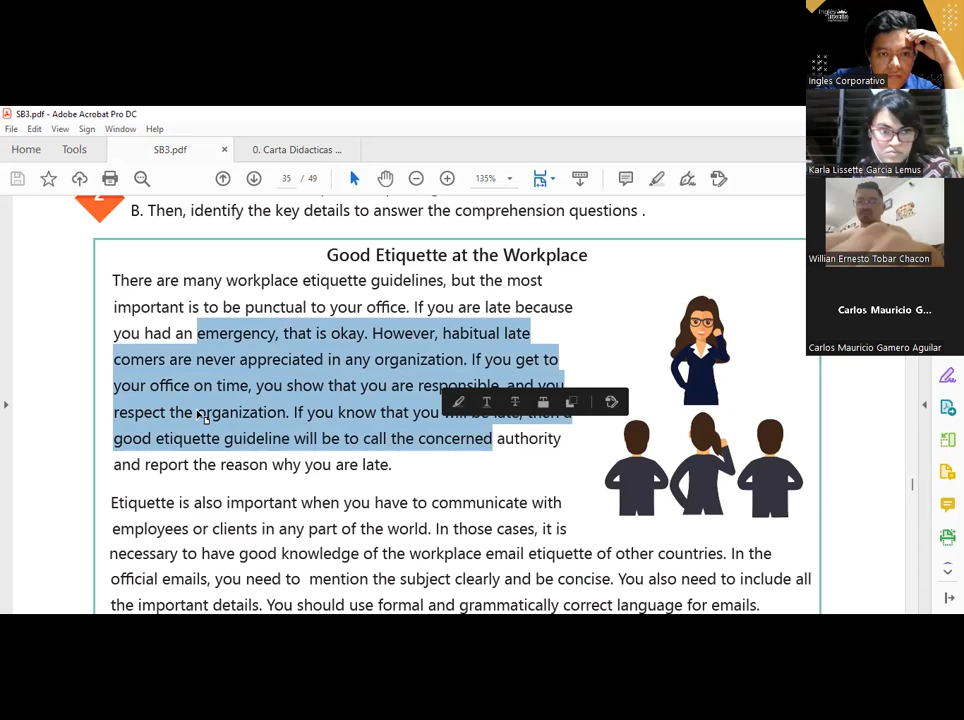 SB3.pdf - Adobe Acrobat Pro DC
File Edit View Sign Window Help
Home Tools SB3.pdf × 0. Carta Didacticas ...
35 / 49 135%
B. Then, identify the key details to answer the comprehension questions .
Good Etiquette at the Workplace
There are many workplace etiquette guidelines, but the most
important is to be punctual to your office. If you are late because
you had an emergency, that is okay. However, habitual late
comers are never appreciated in any organization. If you get to
your office on time, you show that you are responsible, and you
respect the organization. If you know that you will be late, then a
good etiquette guideline will be to call the concerned authority
and report the reason why you are late.
Etiquette is also important when you have to communicate with
employees or clients in any part of the world. In those cases, it is
necessary to have good knowledge of the workplace email etiquette of other countries. In the
official emails, you need to mention the subject clearly and be concise. You also need to include all
the important details. You should use formal and grammatically correct language for emails.
Inglés
Corporativo
Ingles Corporativo
Karla Lissette Garcia Lemus
Willian Ernesto Tobar Chacon
Carlos Mauricio G...
Carlos Mauricio Gamero Aguilar